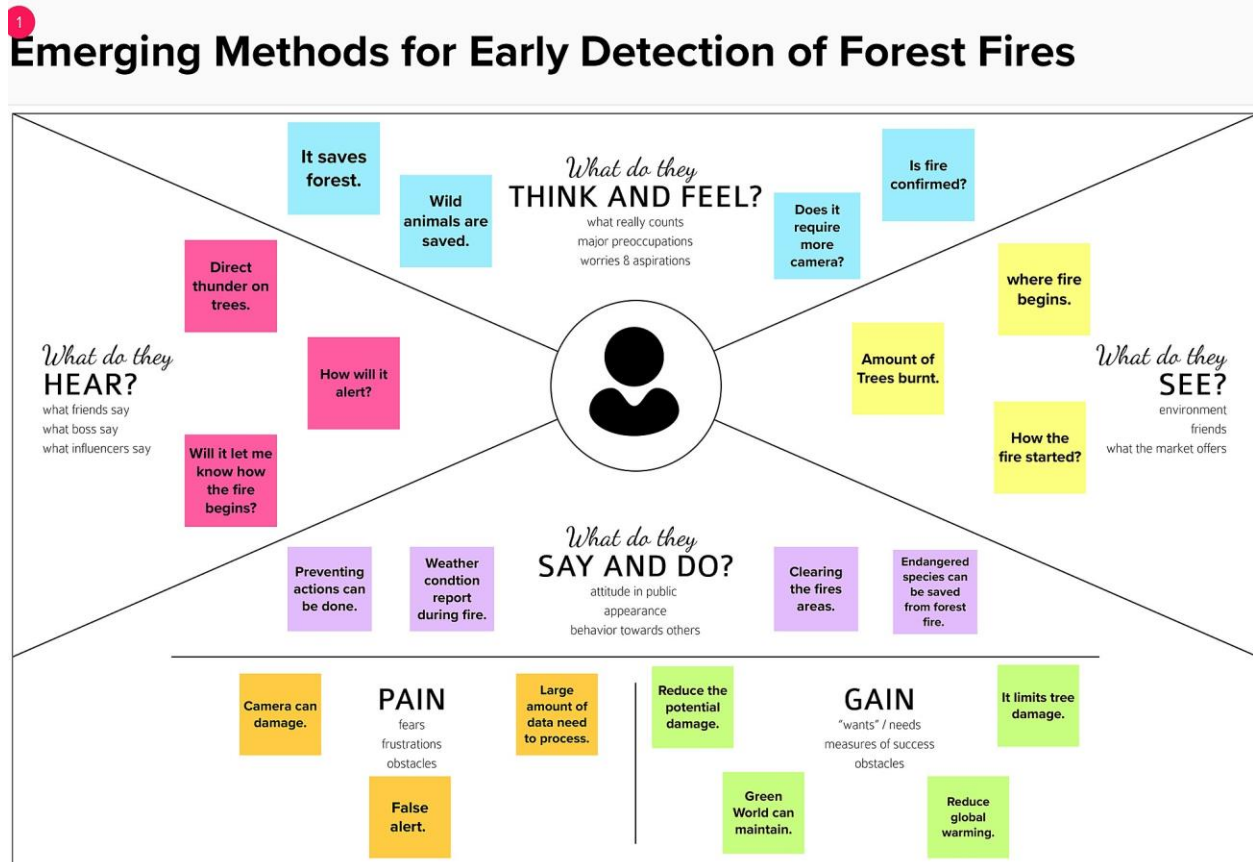 1
Emerging Methods for Early Detection of Forest Fires
It saves
forest.
Wild
animals are
saved.
What do they
THINK AND FEEL?
what really counts
major preoccupations
worries & aspirations
Does it
require
more
camera?
Is fire
confirmed?
Direct
thunder on
trees.
How will it
alert?
What do they
HEAR?
what friends say
what boss say
what influencers say
Will it let me
know how
the fire
begins?
where fire
begins.
Amount of
Trees burnt.
What do they
SEE?
environment
friends
what the market offers
How the
fire started?
What do they
SAY AND DO?
attitude in public
appearance
behavior towards others
Preventing
actions can
be done.
Weather
condtion
report
during fire.
Clearing
the fires
areas.
Endangered
species can
be saved
from forest
fire.
Camera can
damage.
PAIN
fears
frustrations
obstacles
Large
amount of
data need
to process.
False
alert.
Reduce the
potential
damage.
GAIN
"wants" / needs
measures of success
obstacles
It limits tree
damage.
Green
World can
maintain.
Reduce
global
warming.